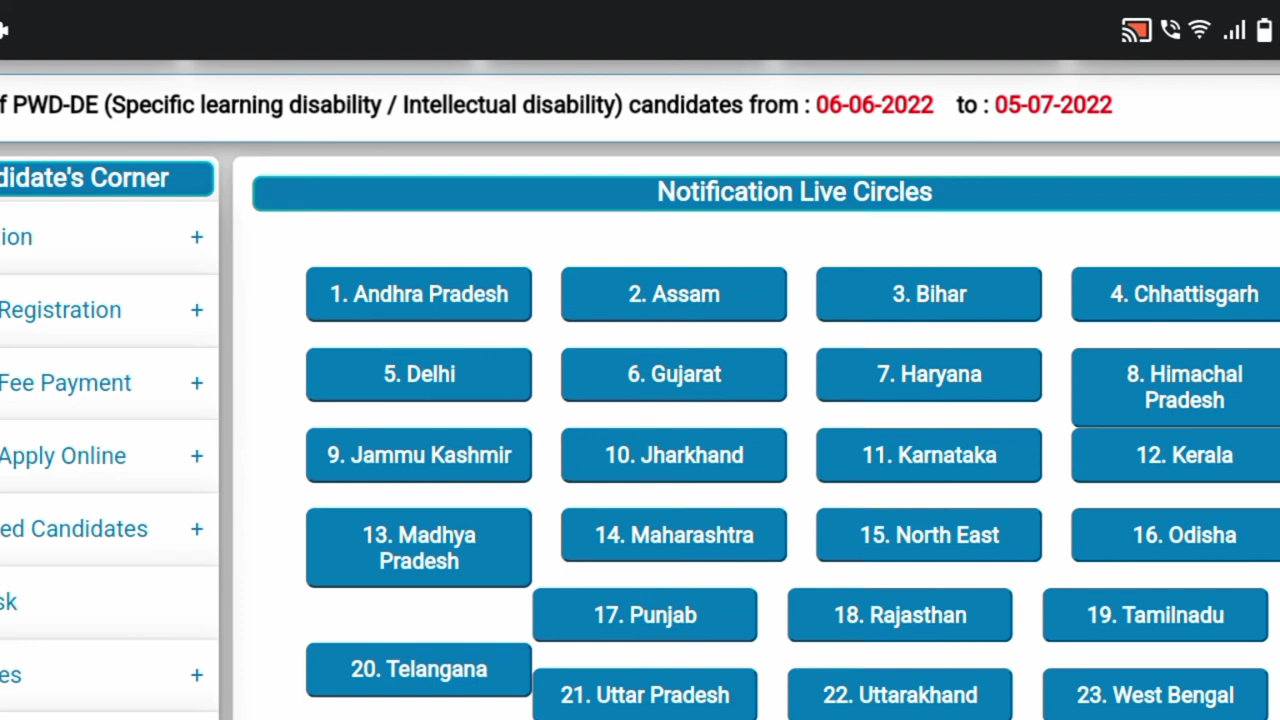 f PWD-DE (Specific learning disability / Intellectual disability) candidates from : 06-06-2022 to : 05-07-2022
didate's Corner
ion +
Registration +
Fee Payment +
Apply Online +
ed Candidates +
sk
es +
Notification Live Circles
1. Andhra Pradesh
2. Assam
3. Bihar
4. Chhattisgarh
5. Delhi
6. Gujarat
7. Haryana
8. Himachal
Pradesh
9. Jammu Kashmir
10. Jharkhand
11. Karnataka
12. Kerala
13. Madhya
Pradesh
14. Maharashtra
15. North East
16. Odisha
17. Punjab
18. Rajasthan
19. Tamilnadu
20. Telangana
21. Uttar Pradesh
22. Uttarakhand
23. West Bengal